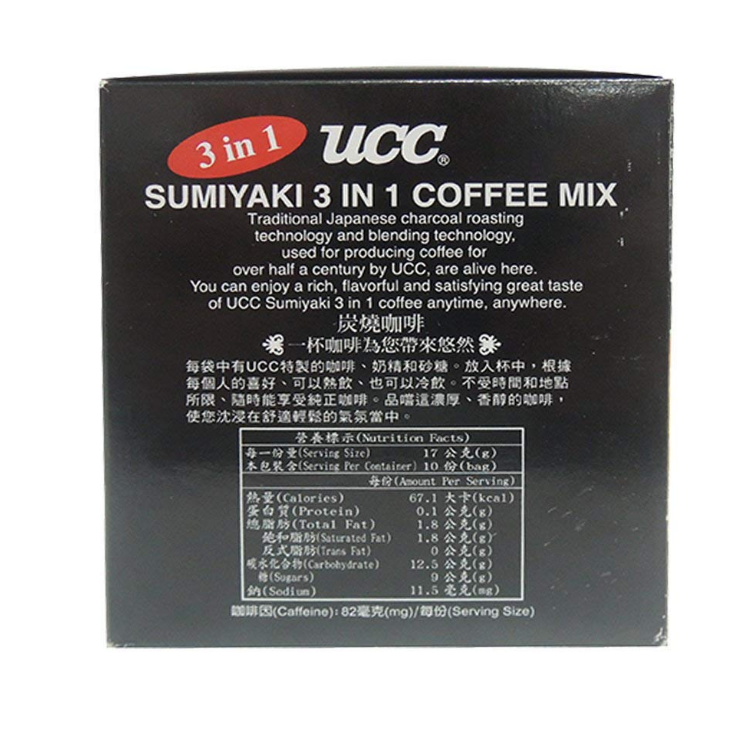 3 in 1
UCC®
SUMIYAKI 3 IN 1 COFFEE MIX
Traditional Japanese charcoal roasting
technology and blending technology,
used for producing coffee for
over half a century by UCC, are alive here.
You can enjoy a rich, flavorful and satisfying great taste
of UCC Sumiyaki 3 in 1 coffee anytime, anywhere.
炭燒咖啡
一杯咖啡為您帶來悠然
每袋中有UCC特製的咖啡、奶精和砂糖。放入杯中，根據
每個人的喜好、可以熱飲、也可以冷飲。不受時間和地點
所限、隨時能享受純正咖啡。品嚐這濃厚、香醇的咖啡，
使您沈浸在舒適輕鬆的氣氛當中。
營養標示(Nutrition Facts)
每一份量(Serving Size) 17 公克(g)
本包裝含(Serving Per Container) 10 份(bag)
每份(Amount Per Serving)
熱量(Calories) 67.1 大卡(kcal)
蛋白質(Protein) 0.1 公克(g)
總脂肪(Total Fat) 1.8 公克(g)
飽和脂肪(Saturated Fat) 1.8 公克(g)
反式脂肪(Trans Fat) 0 公克(g)
碳水化合物(Carbohydrate) 12.5 公克(g)
糖(Sugars) 9 公克(g)
鈉(Sodium) 11.5 毫克(mg)
咖啡因(Caffeine)：82毫克(mg)/每份(Serving Size)